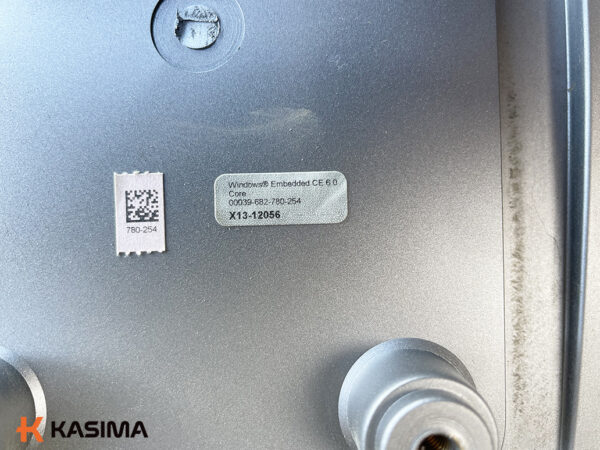 Windows® Embedded CE 6.0
Core
00039-682-780-254
X13-12056
780-254
KASIMA